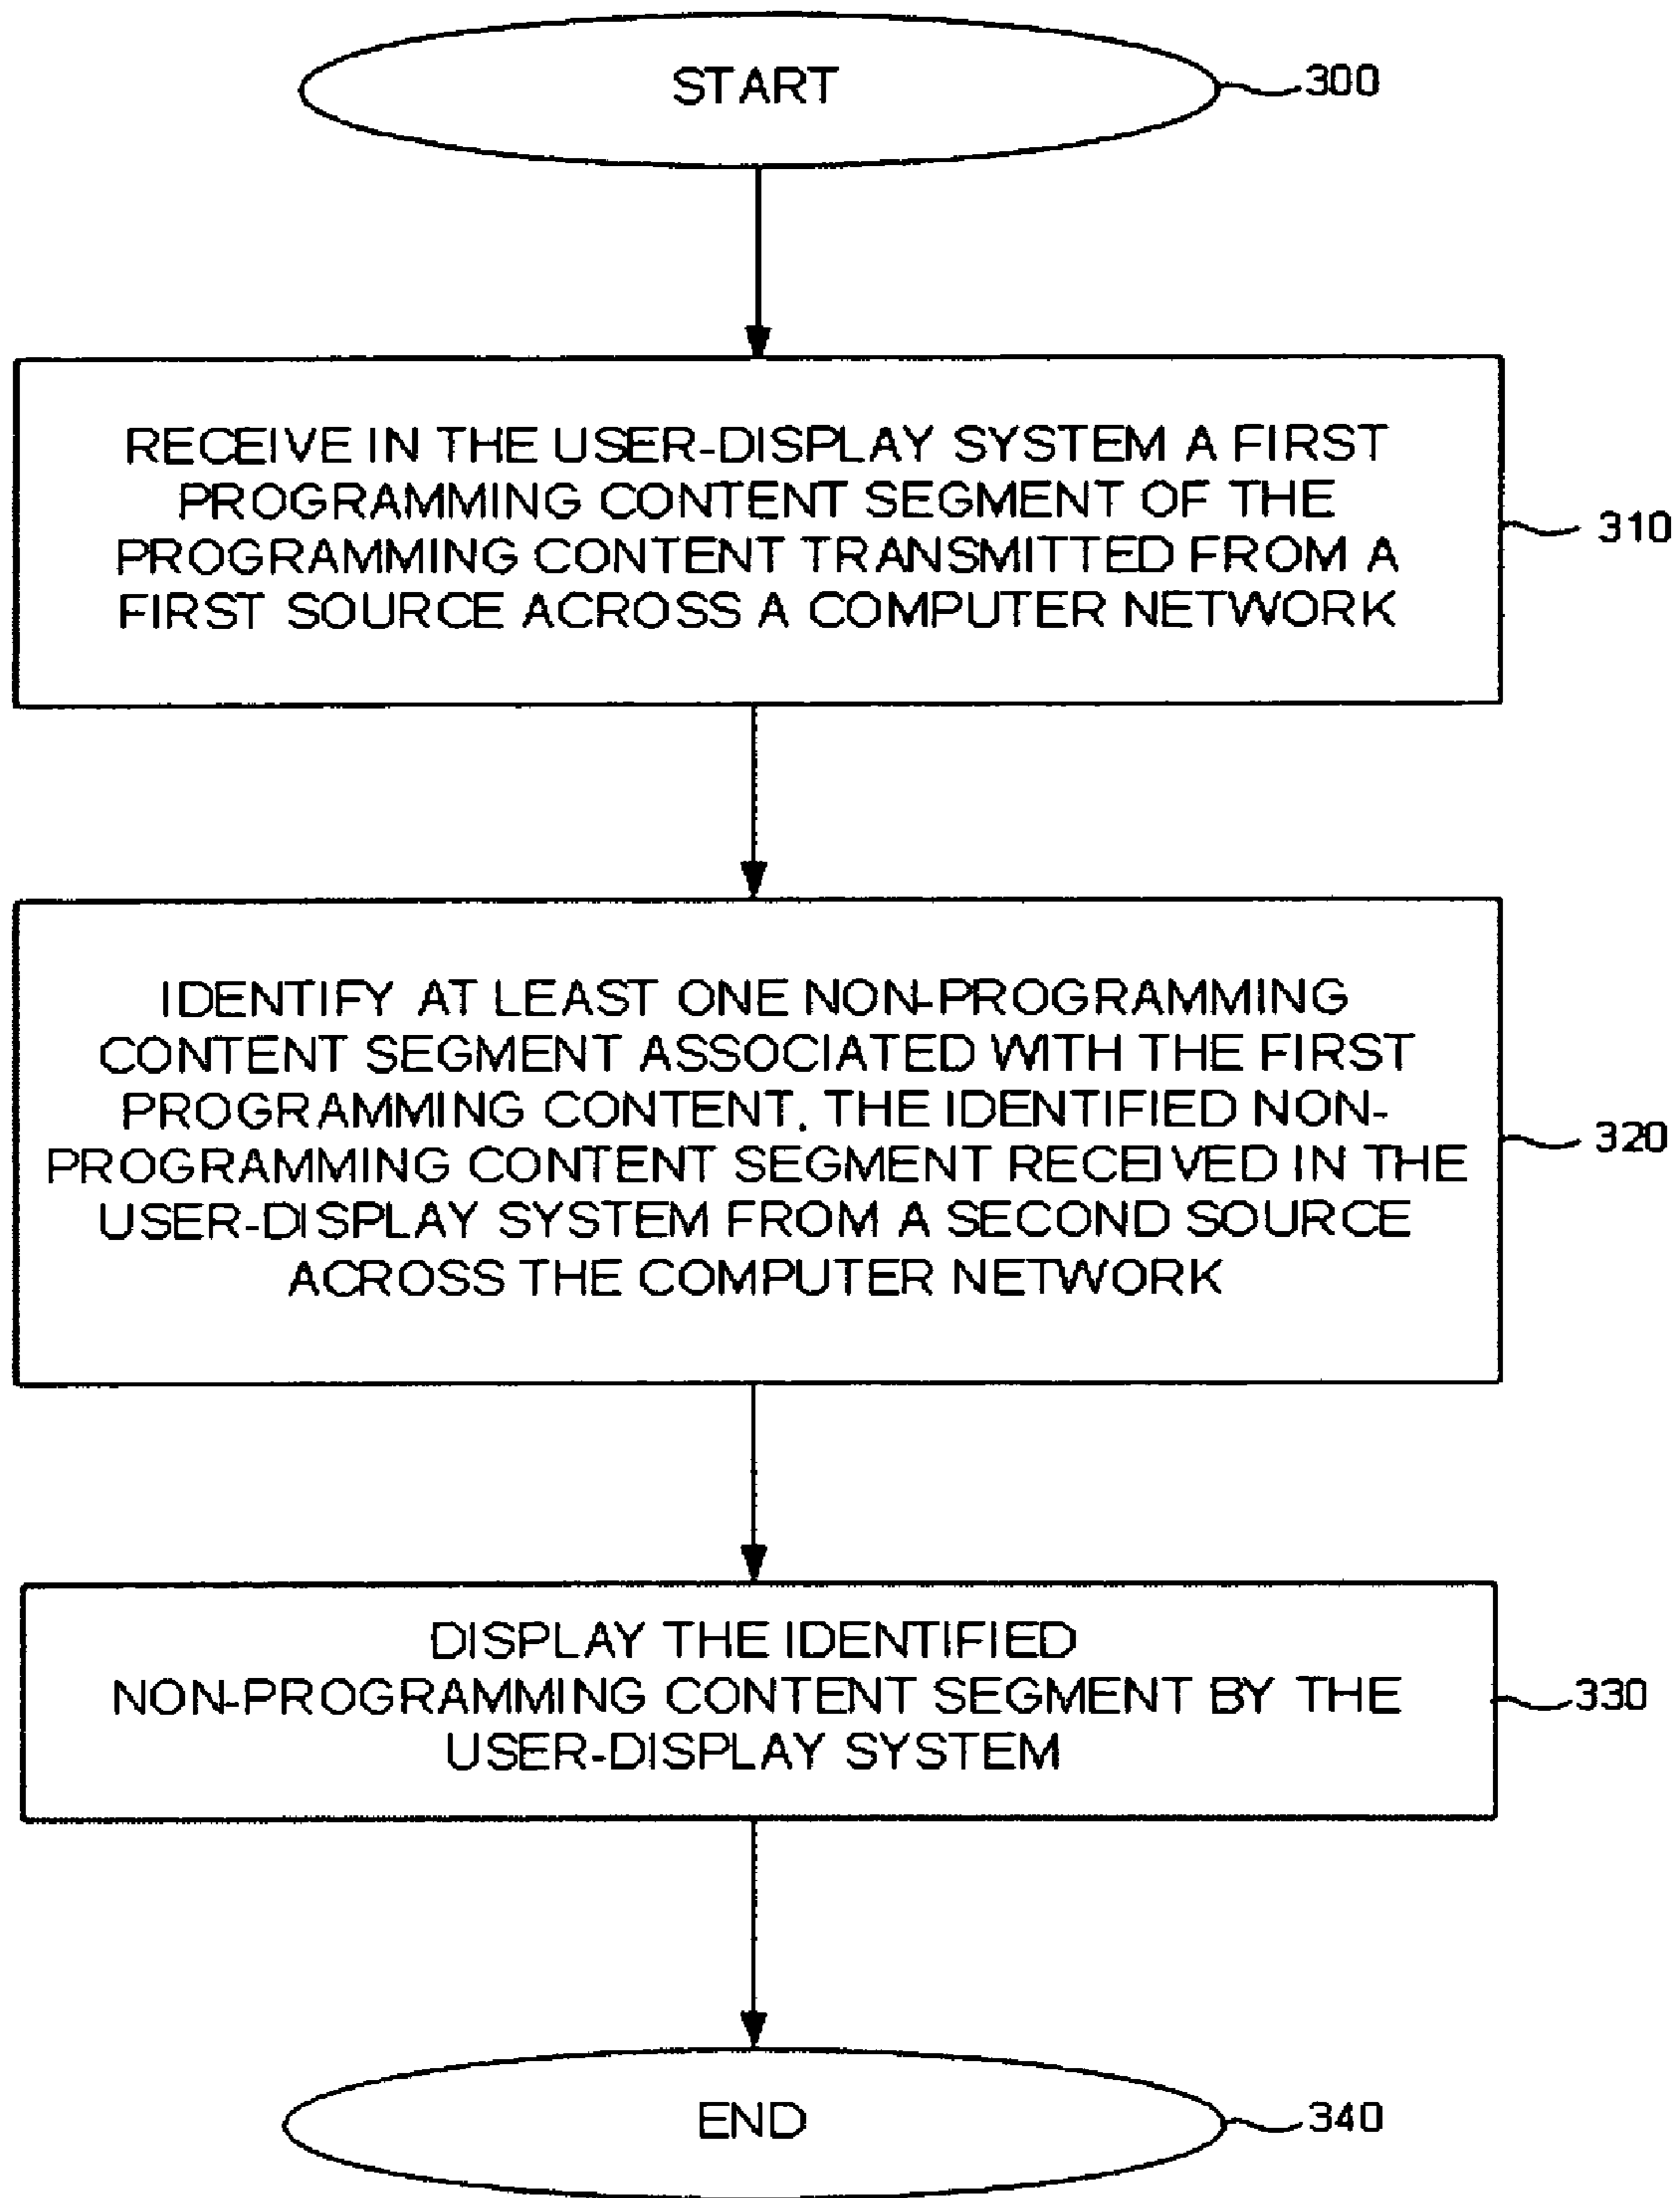 START
300
RECEIVE IN THE USER-DISPLAY SYSTEM A FIRST
PROGRAMMING CONTENT SEGMENT OF THE
PROGRAMMING CONTENT TRANSMITTED FROM A
FIRST SOURCE ACROSS A COMPUTER NETWORK
310
IDENTIFY AT LEAST ONE NON-PROGRAMMING
CONTENT SEGMENT ASSOCIATED WITH THE FIRST
PROGRAMMING CONTENT. THE IDENTIFIED NON-
PROGRAMMING CONTENT SEGMENT RECEIVED IN THE
USER-DISPLAY SYSTEM FROM A SECOND SOURCE
ACROSS THE COMPUTER NETWORK
320
DISPLAY THE IDENTIFIED
NON-PROGRAMMING CONTENT SEGMENT BY THE
USER-DISPLAY SYSTEM
330
END
340